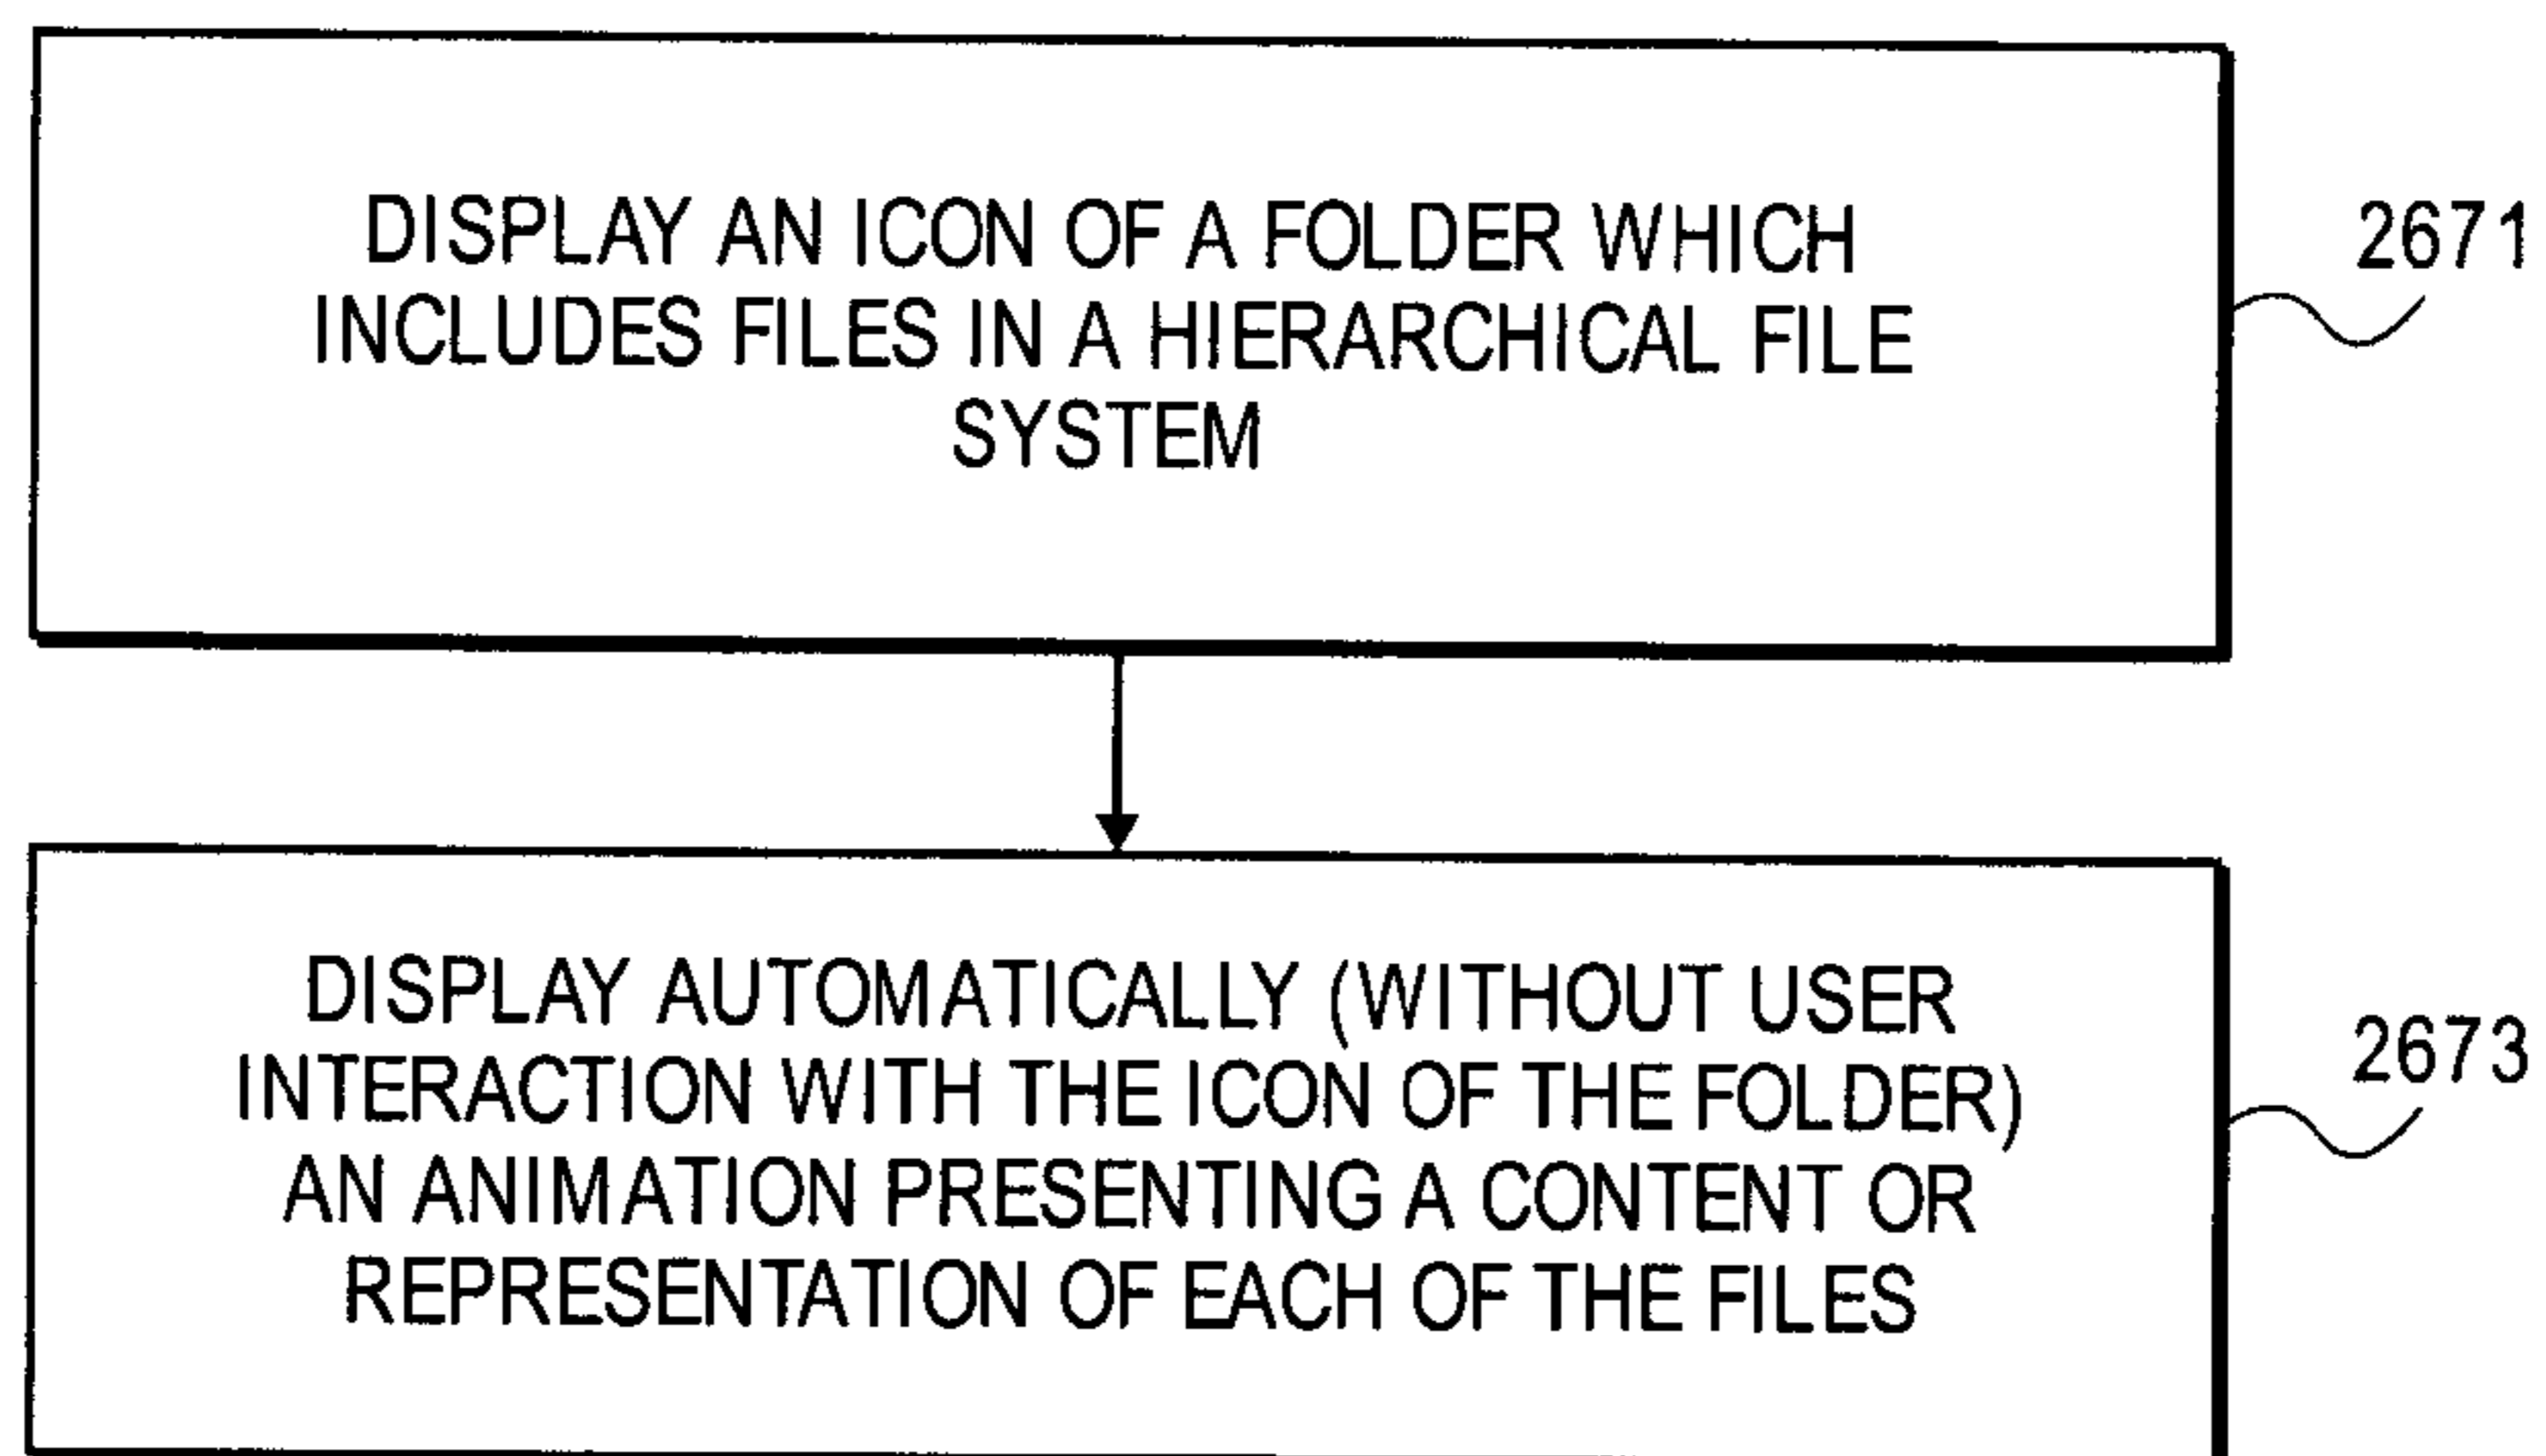 DISPLAY AN ICON OF A FOLDER WHICH
INCLUDES FILES IN A HIERARCHICAL FILE
SYSTEM
2671
DISPLAY AUTOMATICALLY (WITHOUT USER
INTERACTION WITH THE ICON OF THE FOLDER)
AN ANIMATION PRESENTING A CONTENT OR
REPRESENTATION OF EACH OF THE FILES
2673